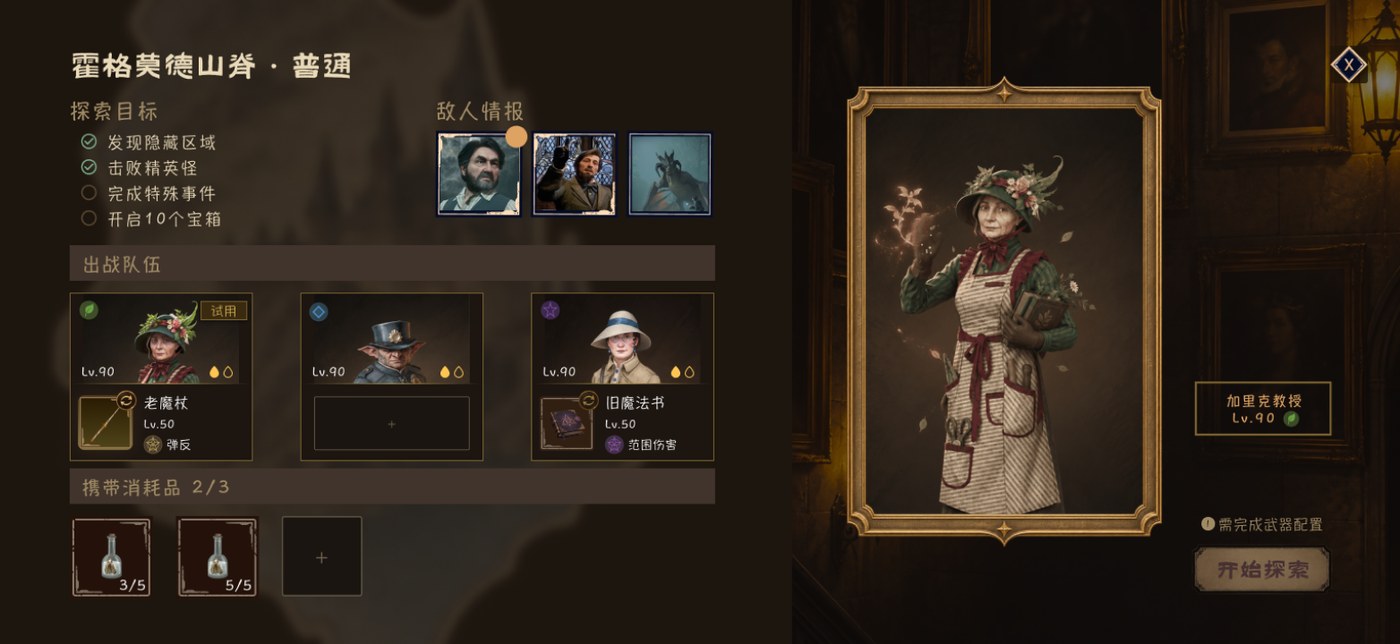 霍格莫德山脊 · 普通
探索目标
发现隐藏区域
击败精英怪
完成特殊事件
开启10个宝箱
敌人情报
出战队伍
试用
Lv.90
老魔杖
Lv.50
弹反
Lv.90
Lv.90
旧魔法书
Lv.50
范围伤害
携带消耗品 2/3
3/5
5/5
X
加里克教授
Lv.90
需完成武器配置
开始探索